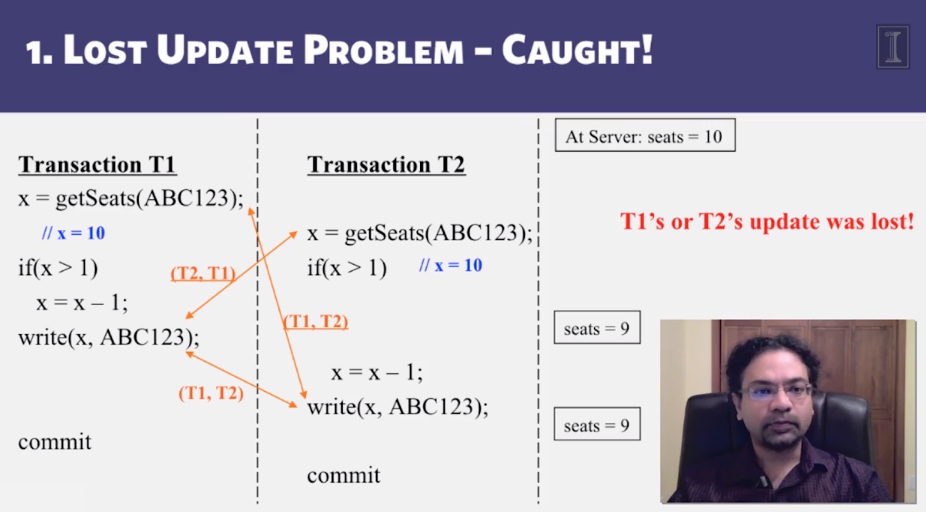 1. LOST UPDATE PROBLEM – CAUGHT!
I
At Server: seats = 10
Transaction T1
x = getSeats(ABC123);
// x = 10
if(x > 1)
x = x – 1;
write(x, ABC123);
commit
(T2, T1)
(T1, T2)
(T1, T2)
Transaction T2
x = getSeats(ABC123);
if(x > 1) // x = 10
x = x – 1;
write(x, ABC123);
commit
T1's or T2's update was lost!
seats = 9
seats = 9